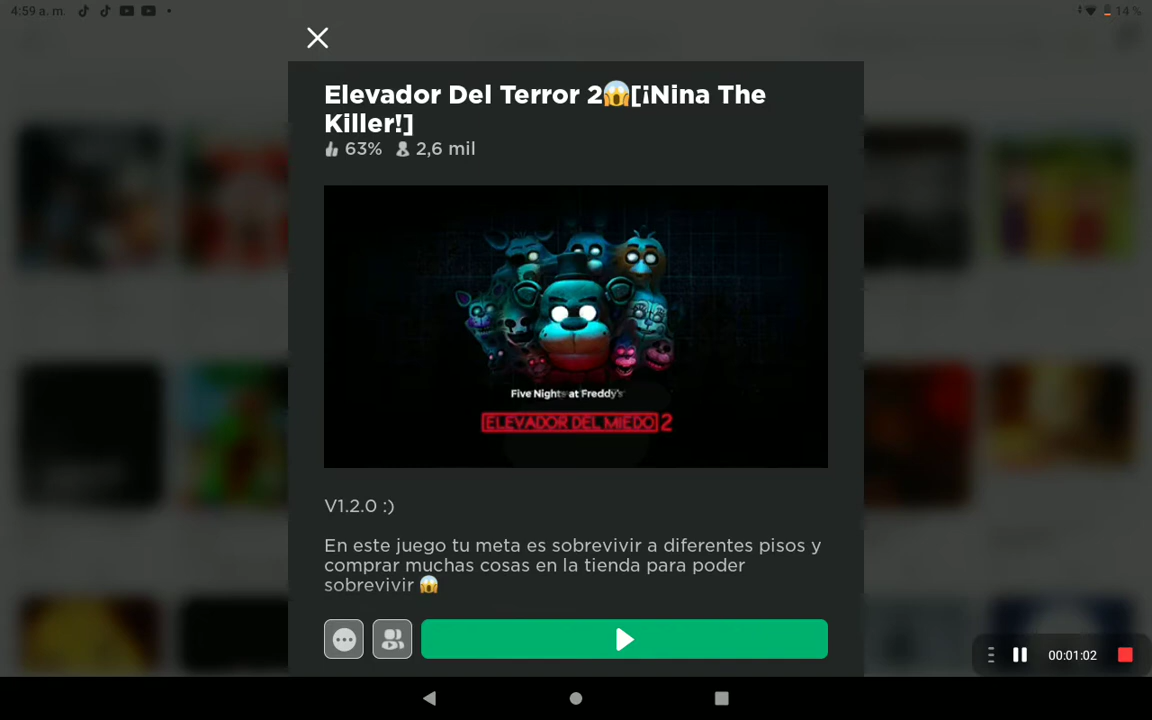 4:59 a. m.
14 %
Elevador Del Terror 2😱[¡Nina The
Killer!]
63% 2,6 mil
Five Nights at Freddy's
ELEVADOR DEL MIEDO 2
V1.2.0 :)
En este juego tu meta es sobrevivir a diferentes pisos y
comprar muchas cosas en la tienda para poder
sobrevivir 😱
00:01:02